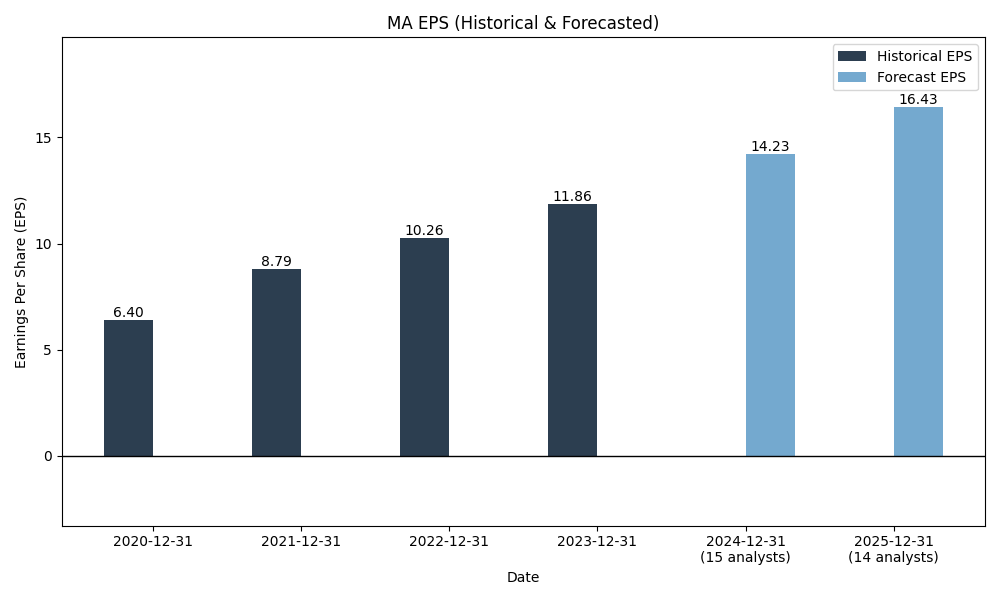 MA EPS (Historical & Forecasted)
Historical EPS
Forecast EPS
16.43
14.23
11.86
10.26
8.79
6.40
15
10
5
0
Earnings Per Share (EPS)
2020-12-31
2021-12-31
2022-12-31
2023-12-31
2024-12-31
(15 analysts)
2025-12-31
(14 analysts)
Date